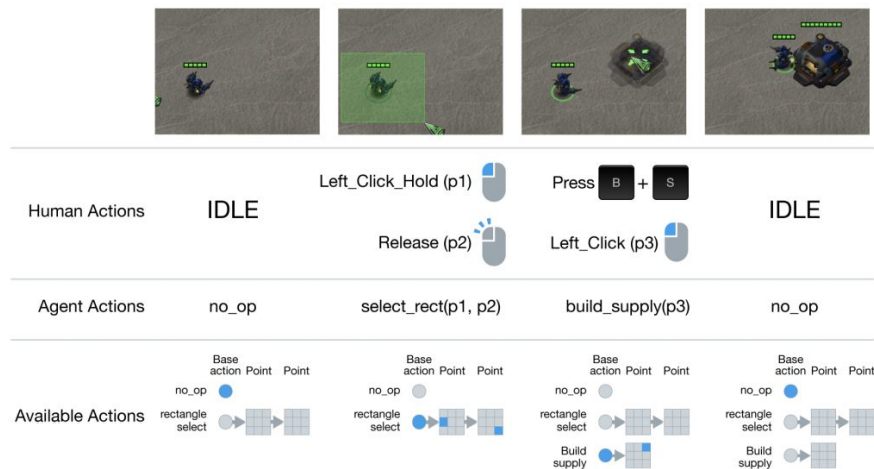 Human Actions
IDLE
Left_Click_Hold (p1)
Release (p2)
Press B + S
Left_Click (p3)
IDLE
Agent Actions
no_op
select_rect(p1, p2)
build_supply(p3)
no_op
Available Actions
Base
action Point Point
no_op
rectangle
select
Base
action Point Point
no_op
rectangle
select
Base
action Point Point
no_op
rectangle
select
Build
supply
Base
action Point Point
no_op
rectangle
select
Build
supply